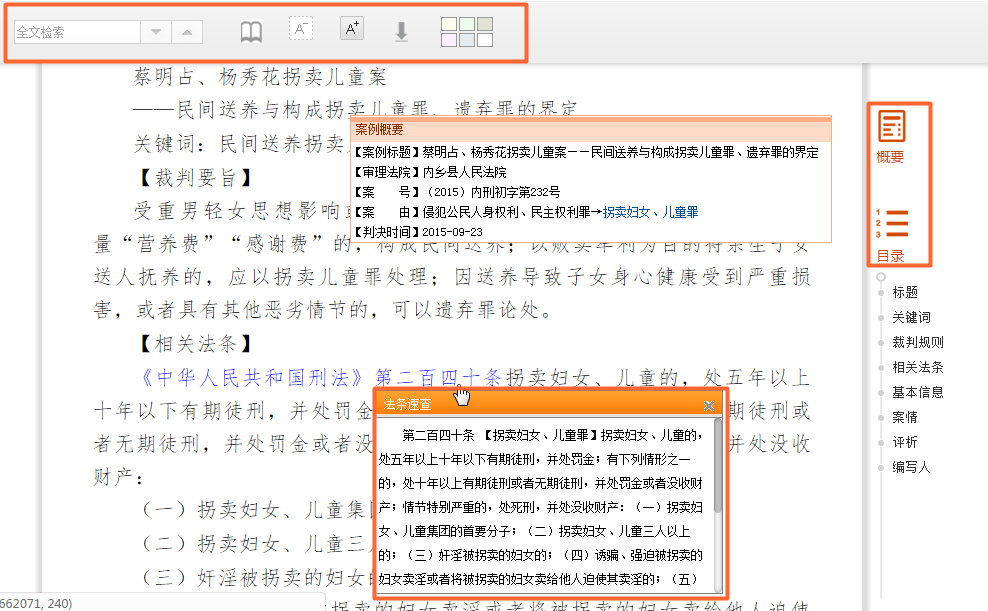 全文检索
A-
A+
蔡明占、杨秀花拐卖儿童案
——民间送养与构成拐卖儿童罪、遗弃罪的界定
关键词：民间送养拐卖
【裁判要旨】
受重男轻女思想影响或
量“营养费”“感谢费”的，构成民间送养；以贩卖牟利为目的将亲生子女
送人抚养的，应以拐卖儿童罪处理；因送养导致子女身心健康受到严重损
害，或者具有其他恶劣情节的，可以遗弃罪论处。
【相关法条】
《中华人民共和国刑法》第二百四十条拐卖妇女、儿童的，处五年以上
十年以下有期徒刑，并处罚金
期徒刑或
者无期徒刑，并处罚金或者没
并处没收
财产：
（一）拐卖妇女、儿童集团
（二）拐卖妇女、儿童三人
（三）奸淫被拐卖的妇女的
拐卖的妇女卖淫或者将被拐卖的妇女卖给他人迫使
案例概要
【案例标题】蔡明占、杨秀花拐卖儿童案——民间送养与构成拐卖儿童罪、遗弃罪的界定
【审理法院】内乡县人民法院
【案　　号】（2015）内刑初字第232号
【案　　由】侵犯公民人身权利、民主权利罪→拐卖妇女、儿童罪
【判决时间】2015-09-23
法条速查
第二百四十条 【拐卖妇女、儿童罪】拐卖妇女、儿童的，
处五年以上十年以下有期徒刑，并处罚金；有下列情形之一
的，处十年以上有期徒刑或者无期徒刑，并处罚金或者没收财
产；情节特别严重的，处死刑，并处没收财产：（一）拐卖妇
女、儿童集团的首要分子；（二）拐卖妇女、儿童三人以上
的；（三）奸淫被拐卖的妇女的；（四）诱骗、强迫被拐卖的
妇女卖淫或者将被拐卖的妇女卖给他人迫使其卖淫的；（五）
概要
1
2
3
目录
标题
关键词
裁判规则
相关法条
基本信息
案情
评析
编写人
662071, 240)